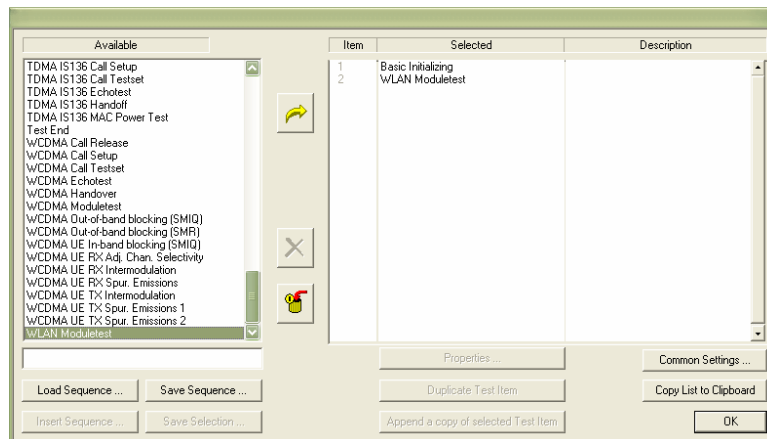 Available
Item Selected Description
TDMA IS136 Call Setup
TDMA IS136 Call Testset
TDMA IS136 Echotest
TDMA IS136 Handoff
TDMA IS136 MAC Power Test
Test End
WCDMA Call Release
WCDMA Call Setup
WCDMA Call Testset
WCDMA Echotest
WCDMA Handover
WCDMA Moduletest
WCDMA Out-of-band blocking (SMIQ)
WCDMA Out-of-band blocking (SMR)
WCDMA UE In-band blocking (SMIQ)
WCDMA UE RX Adj. Chan. Selectivity
WCDMA UE RX Intermodulation
WCDMA UE RX Spur. Emissions
WCDMA UE TX Intermodulation
WCDMA UE TX Spur. Emissions 1
WCDMA UE TX Spur. Emissions 2
WLAN Moduletest
1 Basic Initializing
2 WLAN Moduletest
Properties ...
Common Settings ...
Load Sequence ...
Save Sequence ...
Duplicate Test Item
Copy List to Clipboard
Insert Sequence ...
Save Selection ...
Append a copy of selected Test Item
OK